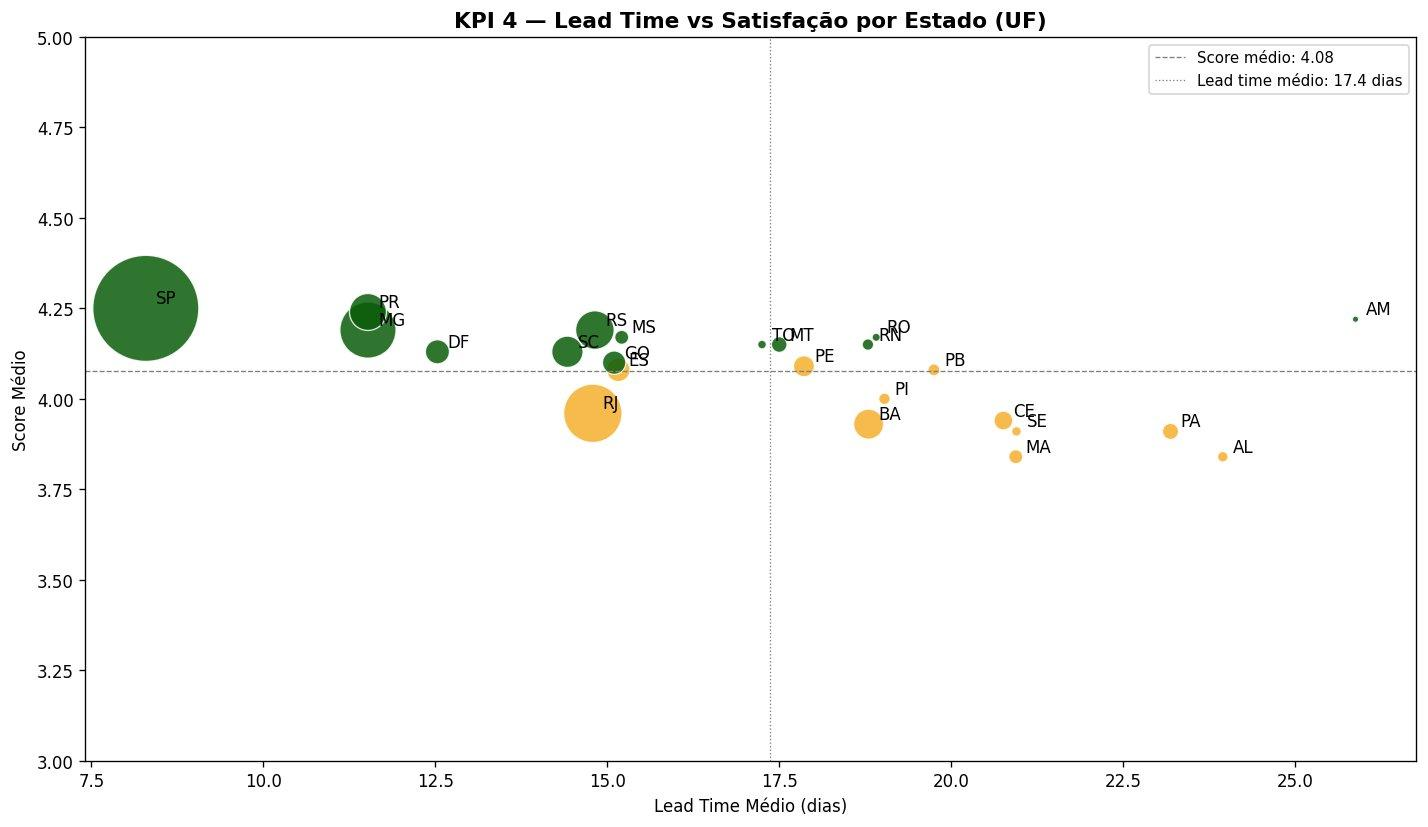 KPI 4 — Lead Time vs Satisfação por Estado (UF)
Score médio: 4.08
Lead time médio: 17.4 dias
Score Médio
5.00
4.75
4.50
4.25
4.00
3.75
3.50
3.25
3.00
SP
PR
MG
DF
RS
MS
SC
GO
ES
RJ
TO
MT
PE
RO
RN
PB
PI
BA
CE
SE
MA
PA
AL
AM
7.5 10.0 12.5 15.0 17.5 20.0 22.5 25.0
Lead Time Médio (dias)